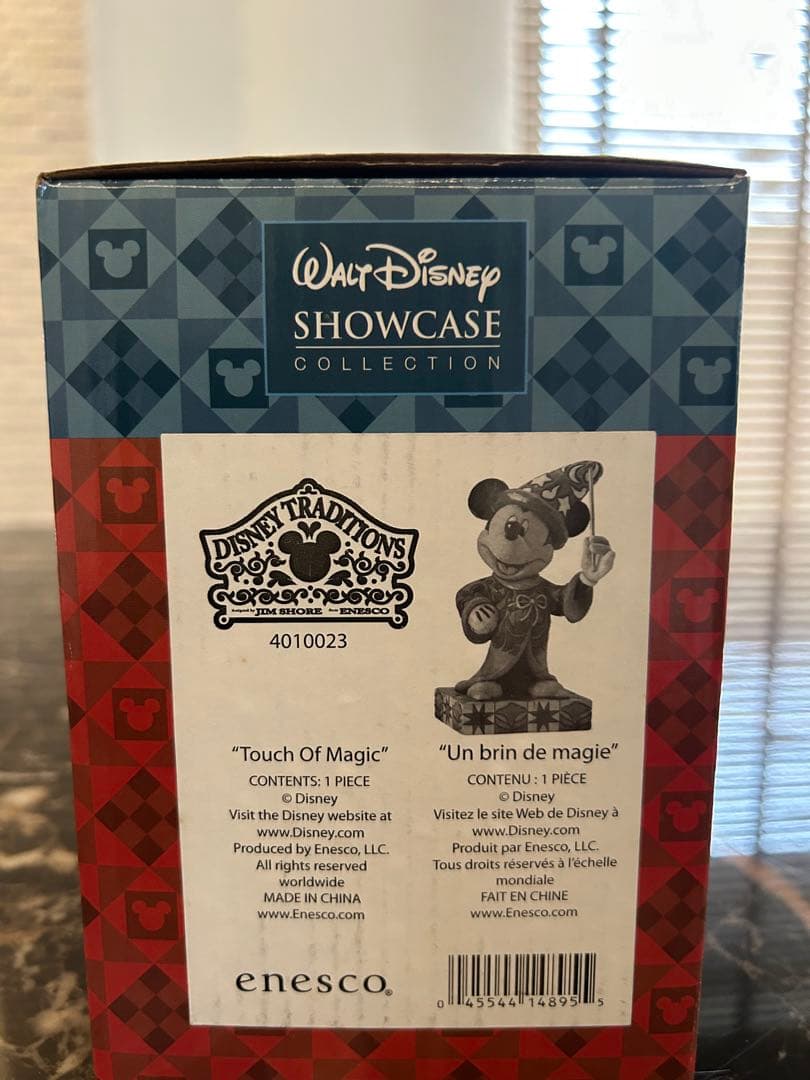 WALT DISNEY
SHOWCASE
COLLECTION
DISNEY TRADITIONS
designed by JIM SHORE from ENESCO
4010023
"Touch Of Magic"
CONTENTS: 1 PIECE
© Disney
Visit the Disney website at
www.Disney.com
Produced by Enesco, LLC.
All rights reserved
worldwide
MADE IN CHINA
www.Enesco.com
enesco®
"Un brin de magie"
CONTENU : 1 PIÈCE
© Disney
Visitez le site Web de Disney à
www.Disney.com
Produit par Enesco, LLC.
Tous droits réservés à l'échelle
mondiale
FAIT EN CHINE
www.Enesco.com
0 45544 14895 5